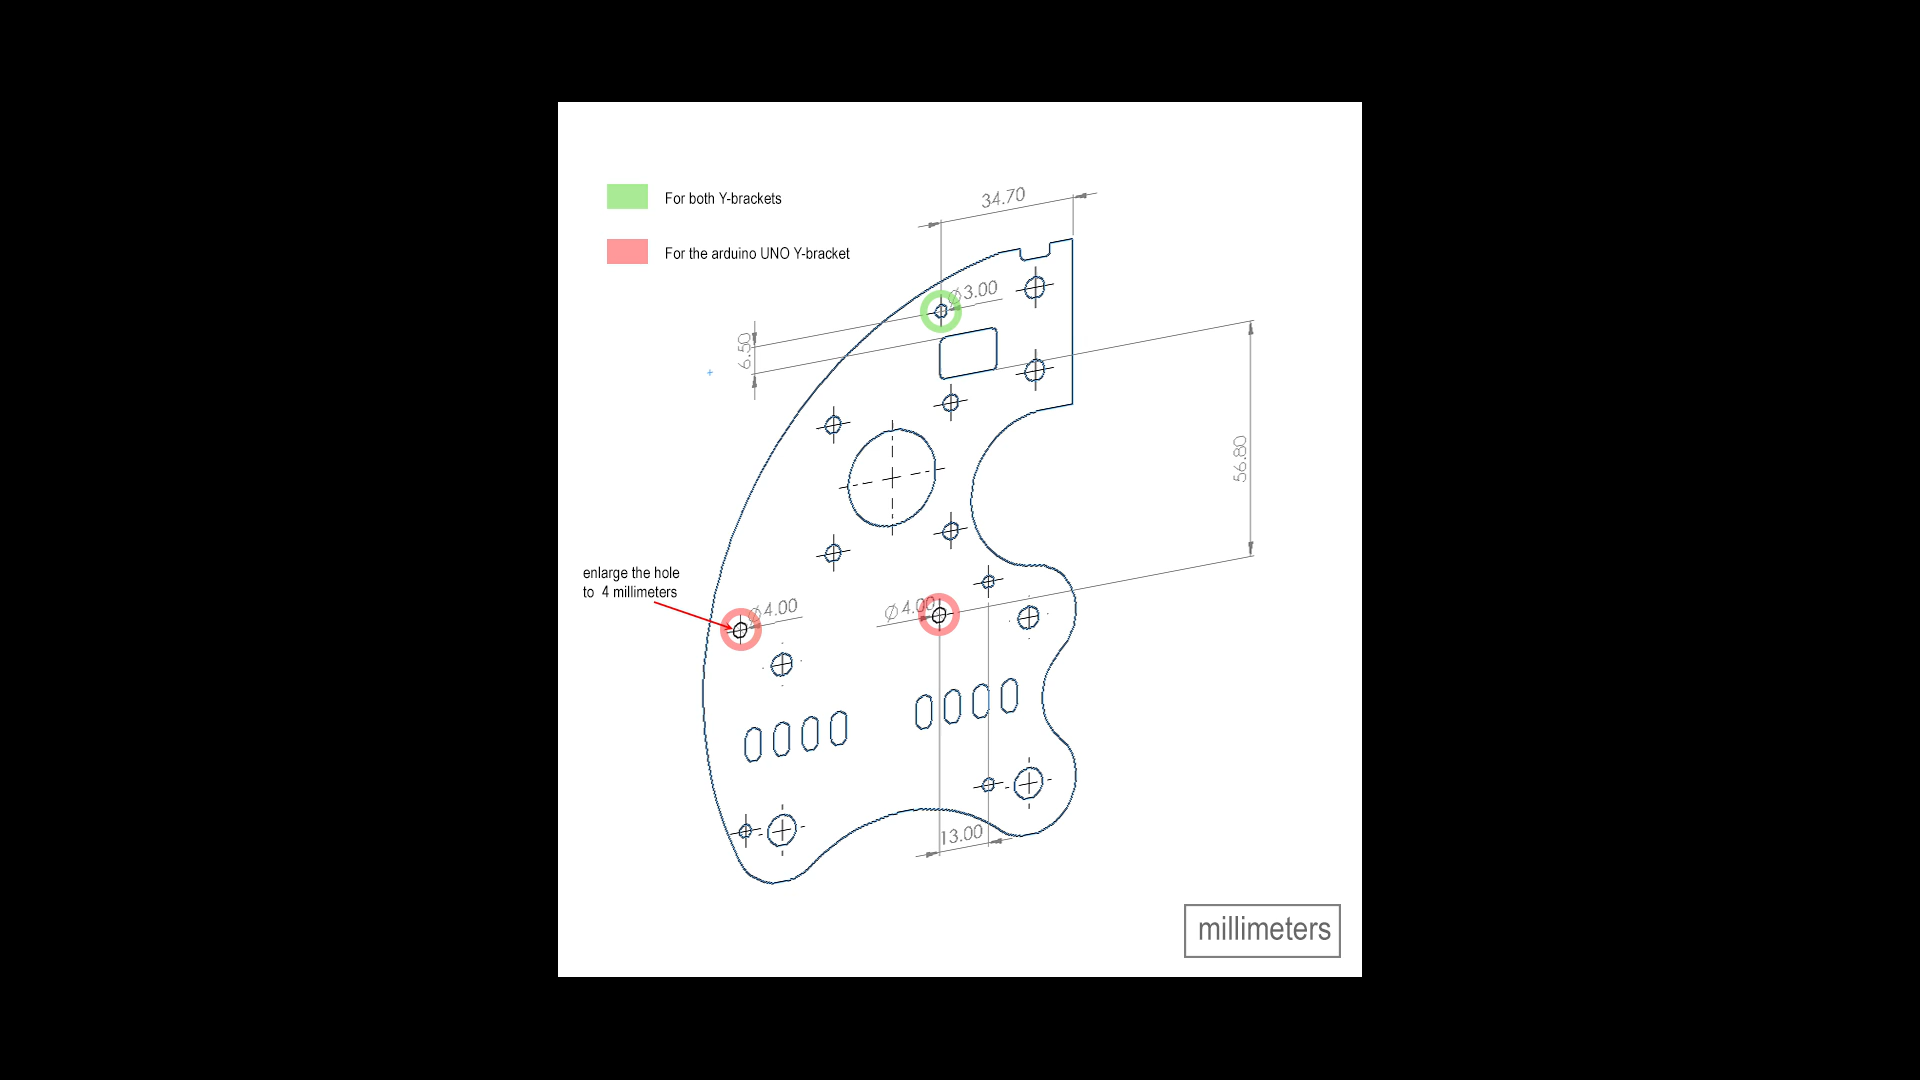 For both Y-brackets
For the arduino UNO Y-bracket
34.70
∅3.00
6.50
56.80
enlarge the hole
to 4 millimeters
∅4.00
∅4.00
13.00
millimeters